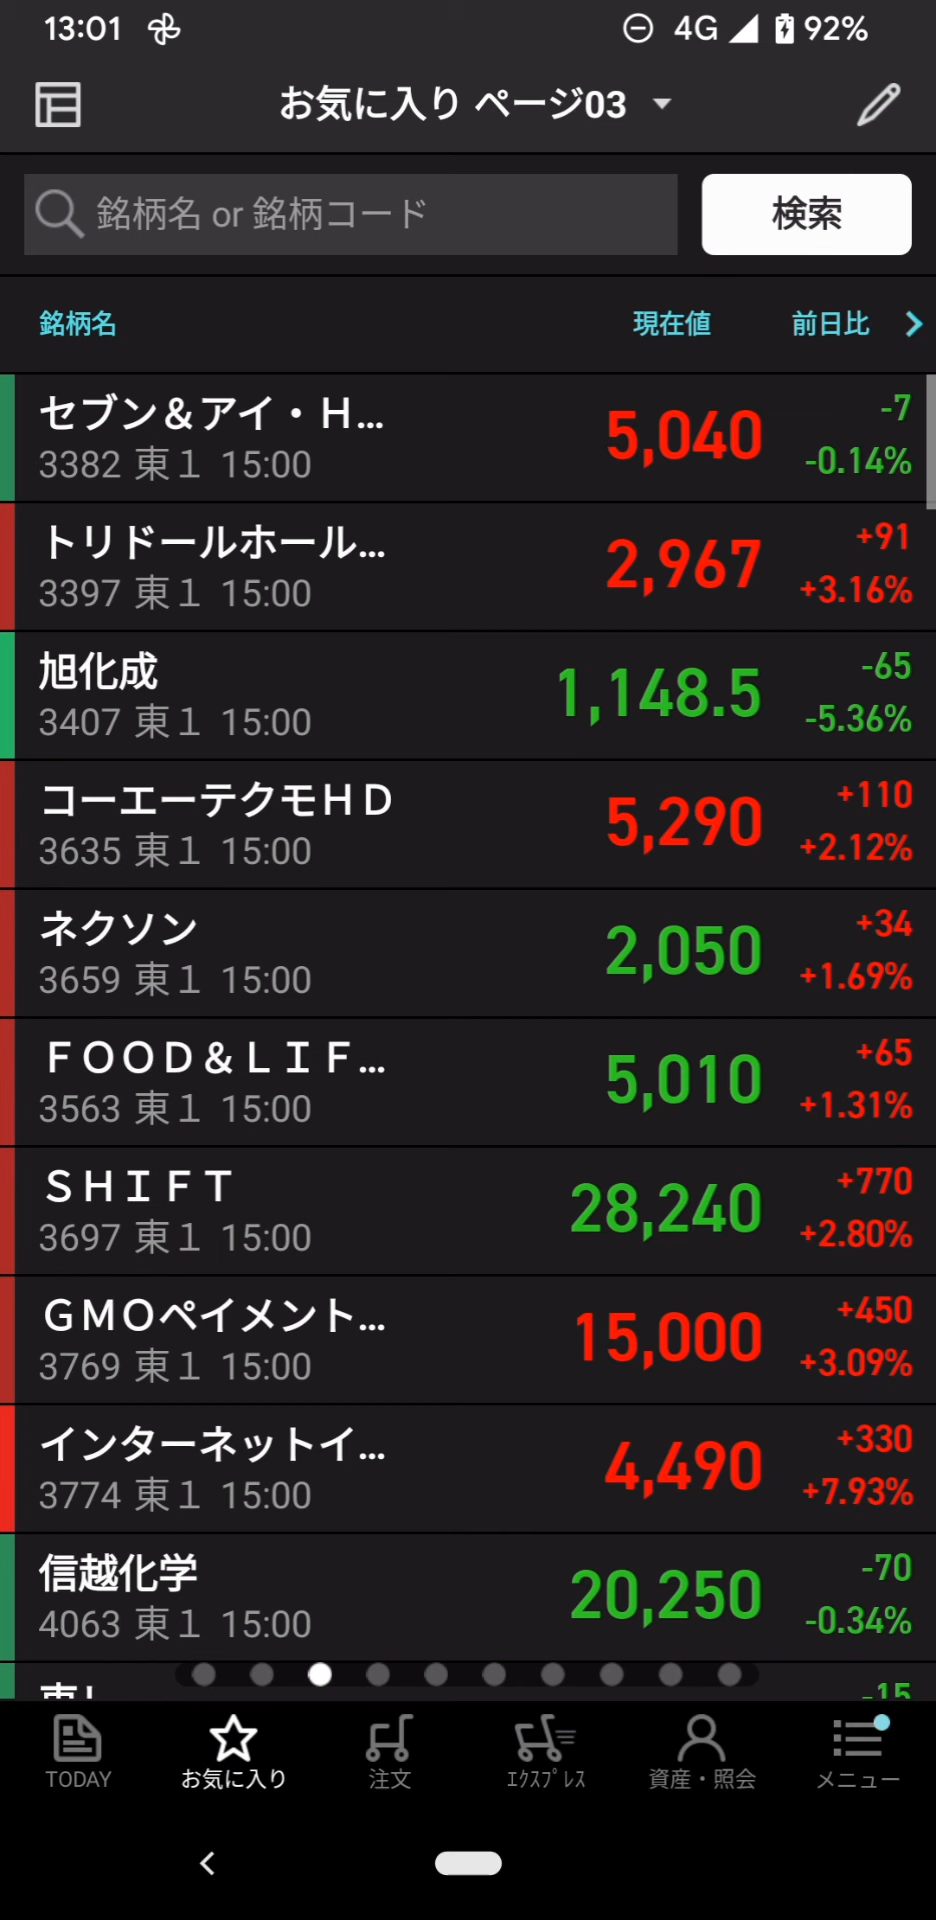 13:01 4G 92%
お気に入り ページ03
銘柄名 or 銘柄コード 検索
銘柄名 現在値 前日比
セブン＆アイ・Ｈ... 5,040 -7
3382 東１ 15:00 -0.14%
トリドールホール... 2,967 +91
3397 東１ 15:00 +3.16%
旭化成 1,148.5 -65
3407 東１ 15:00 -5.36%
コーエーテクモＨＤ 5,290 +110
3635 東１ 15:00 +2.12%
ネクソン 2,050 +34
3659 東１ 15:00 +1.69%
ＦＯＯＤ＆ＬＩＦ... 5,010 +65
3563 東１ 15:00 +1.31%
ＳＨＩＦＴ 28,240 +770
3697 東１ 15:00 +2.80%
ＧＭＯペイメント... 15,000 +450
3769 東１ 15:00 +3.09%
インターネットイ... 4,490 +330
3774 東１ 15:00 +7.93%
信越化学 20,250 -70
4063 東１ 15:00 -0.34%
-15
TODAY お気に入り 注文 ｴｸｽﾌﾟﾚｽ 資産・照会 メニュー